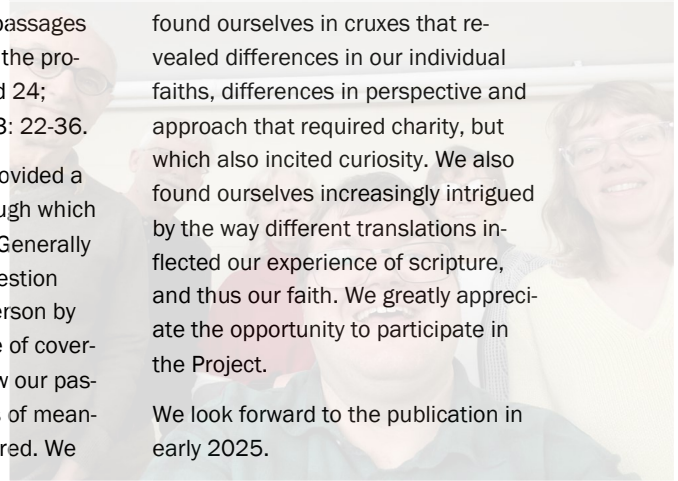 passages
the pro-
24;
: 22-36.
ovided a
ugh which
Generally
estion
erson by
e of cover-
w our pas-
of mean-
red. We
found ourselves in cruxes that re-
vealed differences in our individual
faiths, differences in perspective and
approach that required charity, but
which also incited curiosity. We also
found ourselves increasingly intrigued
by the way different translations in-
flected our experience of scripture,
and thus our faith. We greatly appreci-
ate the opportunity to participate in
the Project.
We look forward to the publication in
early 2025.